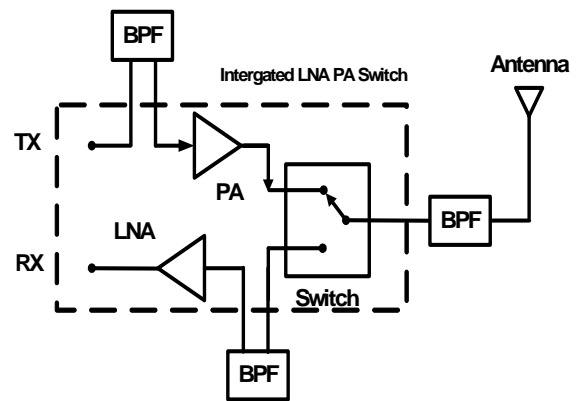 BPF
Intergated LNA PA Switch
Antenna
TX
PA
BPF
LNA
RX
Switch
BPF